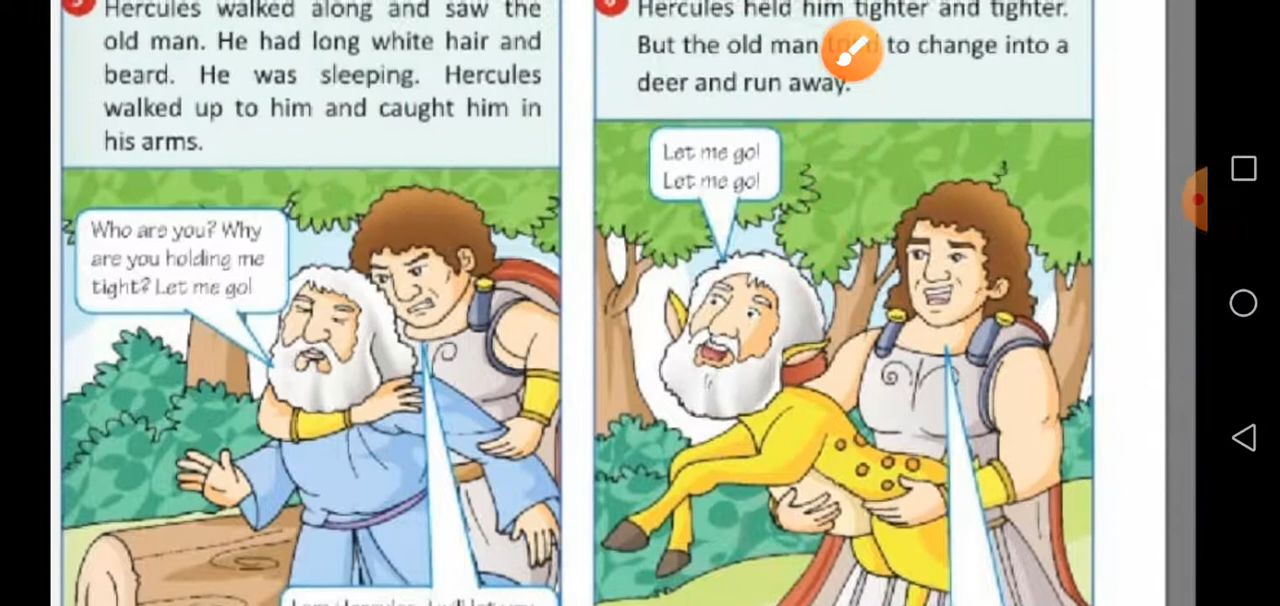 Hercules walked along and saw the
old man. He had long white hair and
beard. He was sleeping. Hercules
walked up to him and caught him in
his arms.
Who are you? Why
are you holding me
tight? Let me go!
Hercules held him tighter and tighter.
But the old man to change into a
deer and run away.
Let me go!
Let me go!